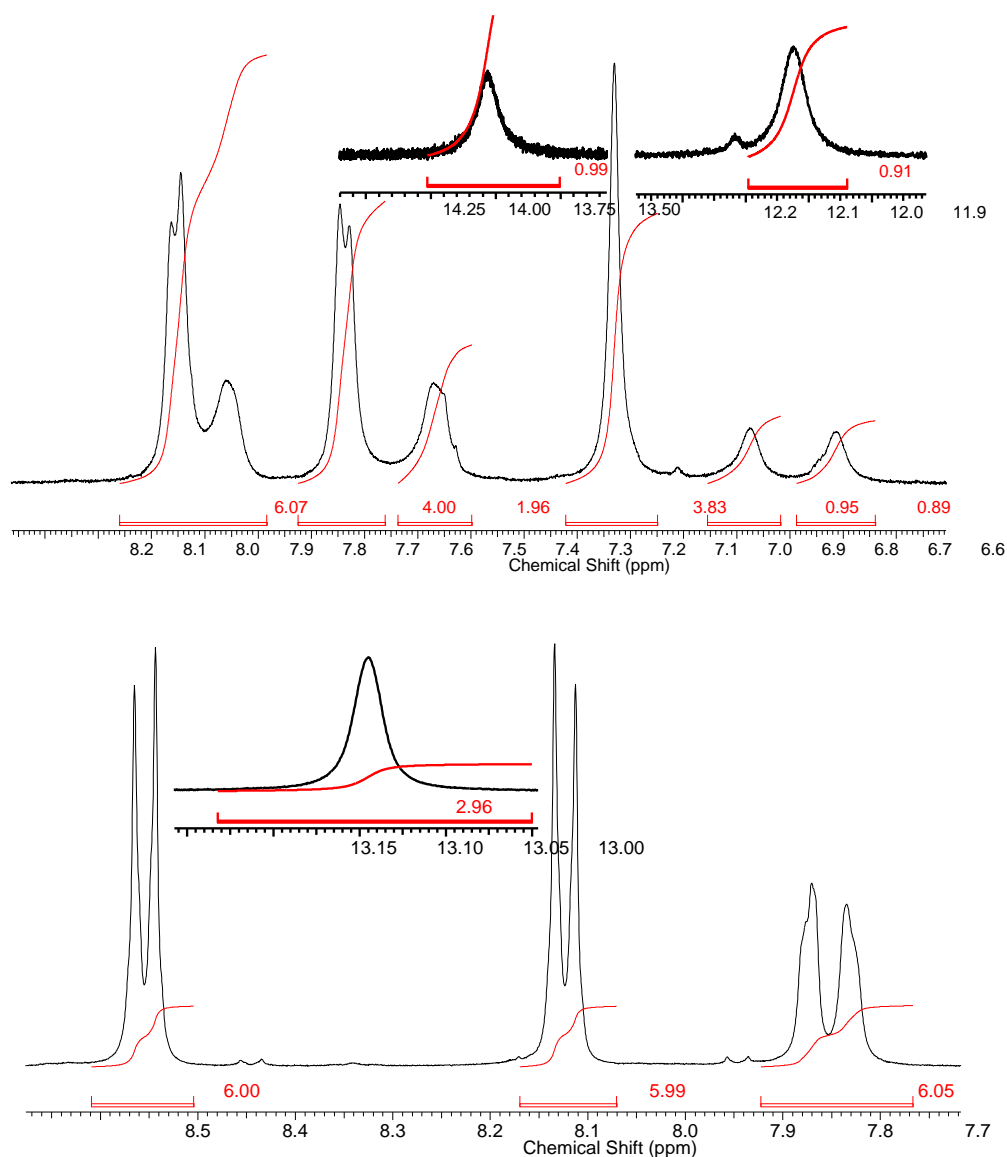 0.99
0.91
14.25 14.00 13.75 13.50 12.2 12.1 12.0 11.9
6.07 4.00 1.96 3.83 0.95 0.89
8.2 8.1 8.0 7.9 7.8 7.7 7.6 7.5 7.4 7.3 7.2 7.1 7.0 6.9 6.8 6.7 6.6
Chemical Shift (ppm)
2.96
13.15 13.10 13.05 13.00
6.00 5.99 6.05
8.5 8.4 8.3 8.2 8.1 8.0 7.9 7.8 7.7
Chemical Shift (ppm)